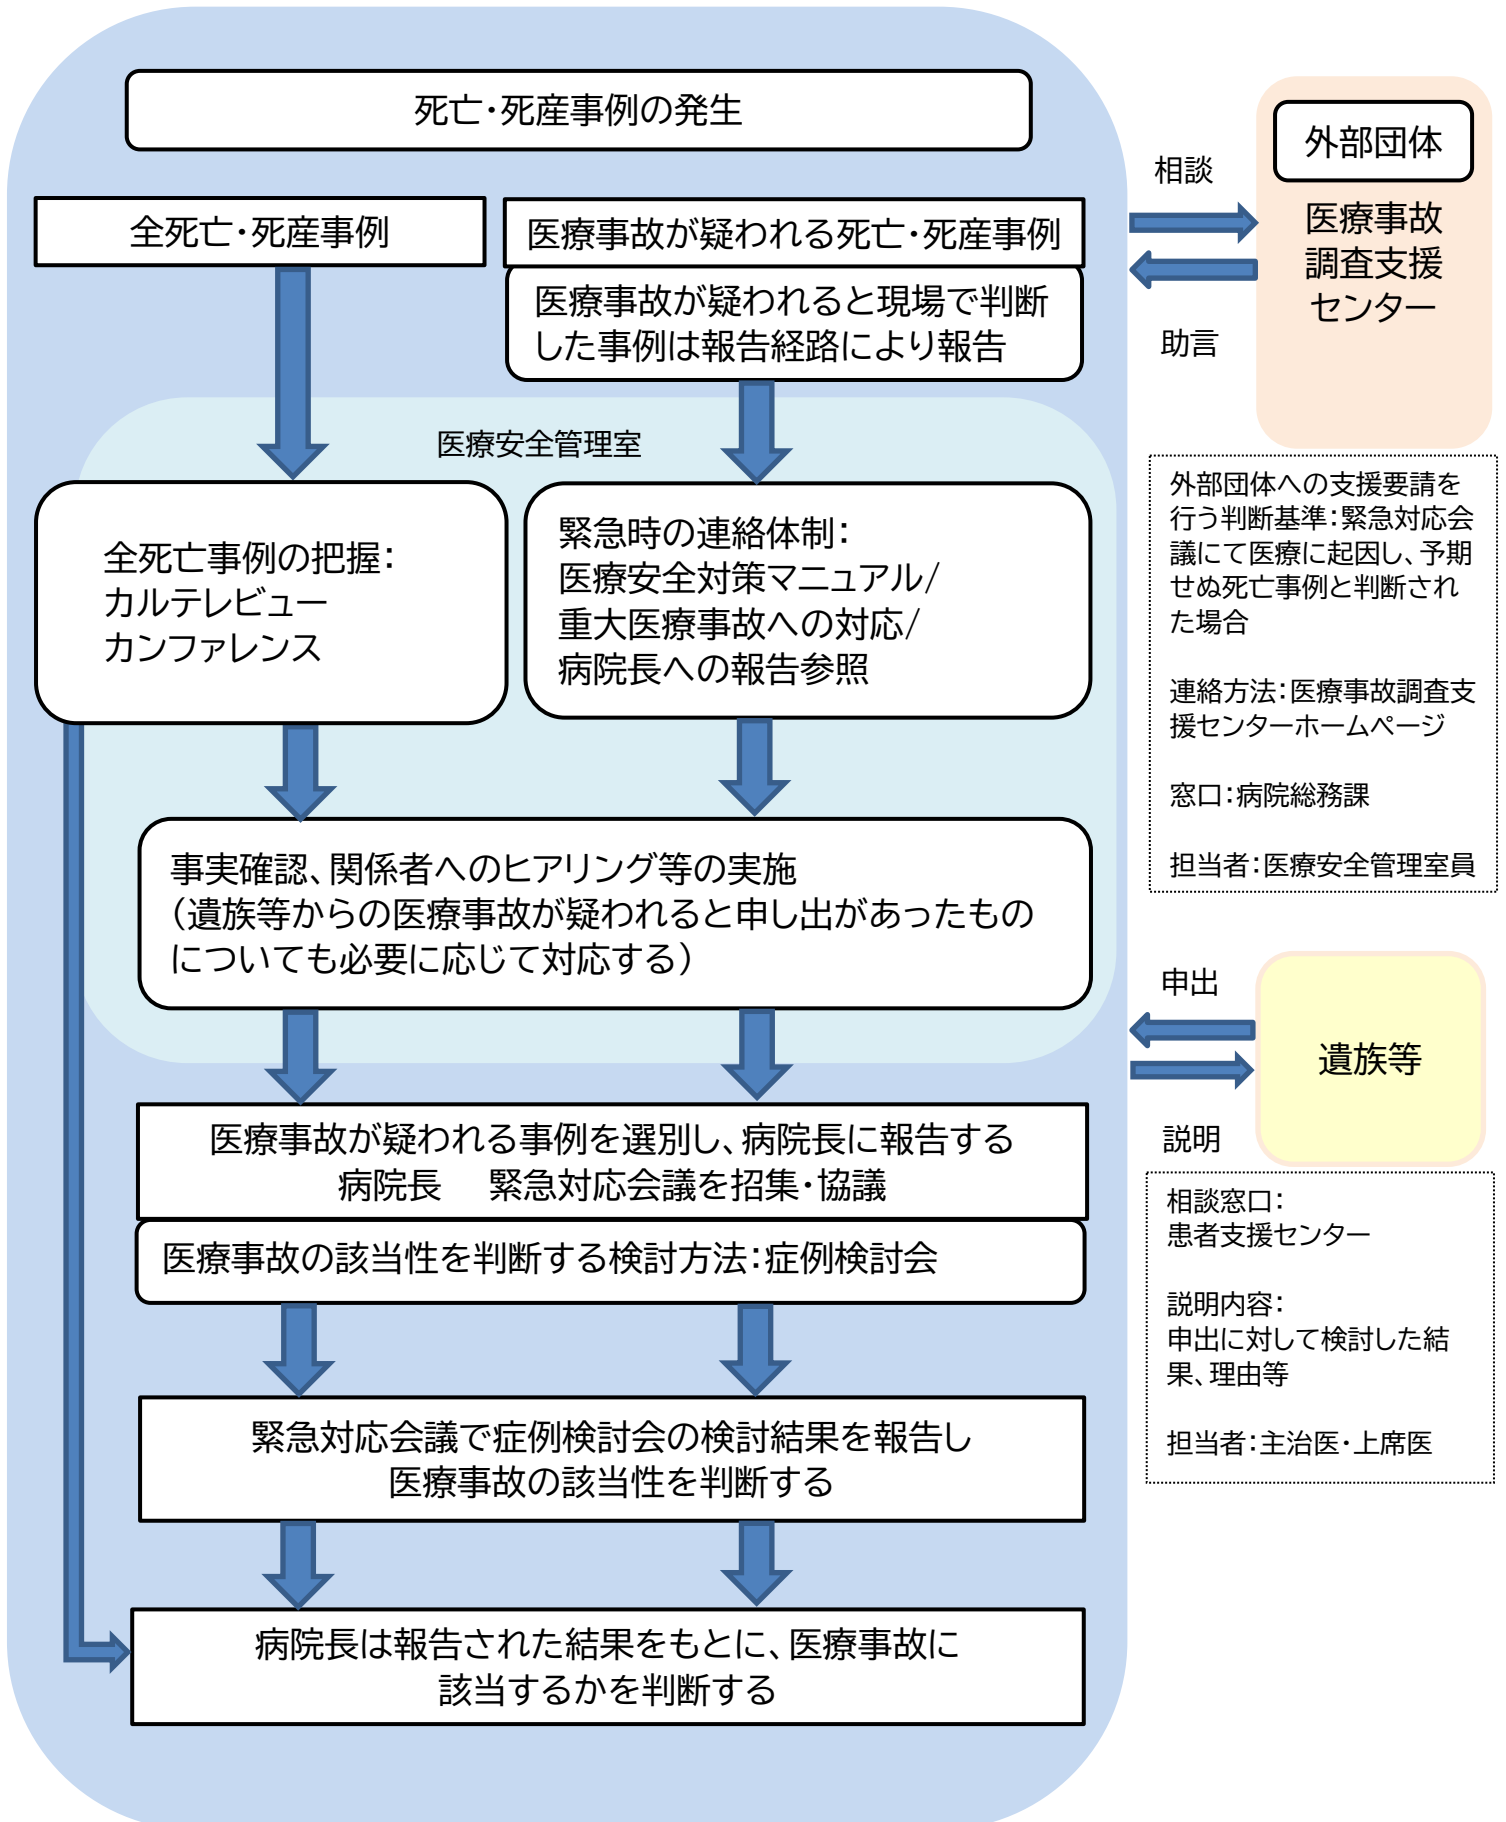 死亡・死産事例の発生
全死亡・死産事例
医療事故が疑われる死亡・死産事例
医療事故が疑われると現場で判断
した事例は報告経路により報告
医療安全管理室
全死亡事例の把握：
カルテレビュー
カンファレンス
緊急時の連絡体制：
医療安全対策マニュアル/
重大医療事故への対応/
病院長への報告参照
事実確認、関係者へのヒアリング等の実施
（遺族等からの医療事故が疑われると申し出があったもの
についても必要に応じて対応する）
医療事故が疑われる事例を選別し、病院長に報告する
病院長　緊急対応会議を招集・協議
医療事故の該当性を判断する検討方法：症例検討会
緊急対応会議で症例検討会の検討結果を報告し
医療事故の該当性を判断する
病院長は報告された結果をもとに、医療事故に
該当するかを判断する
相談
助言
外部団体
医療事故
調査支援
センター
外部団体への支援要請を
行う判断基準：緊急対応会
議にて医療に起因し、予期
せぬ死亡事例と判断され
た場合
連絡方法：医療事故調査支
援センターホームページ
窓口：病院総務課
担当者：医療安全管理室員
申出
説明
遺族等
相談窓口：
患者支援センター
説明内容：
申出に対して検討した結
果、理由等
担当者：主治医・上席医